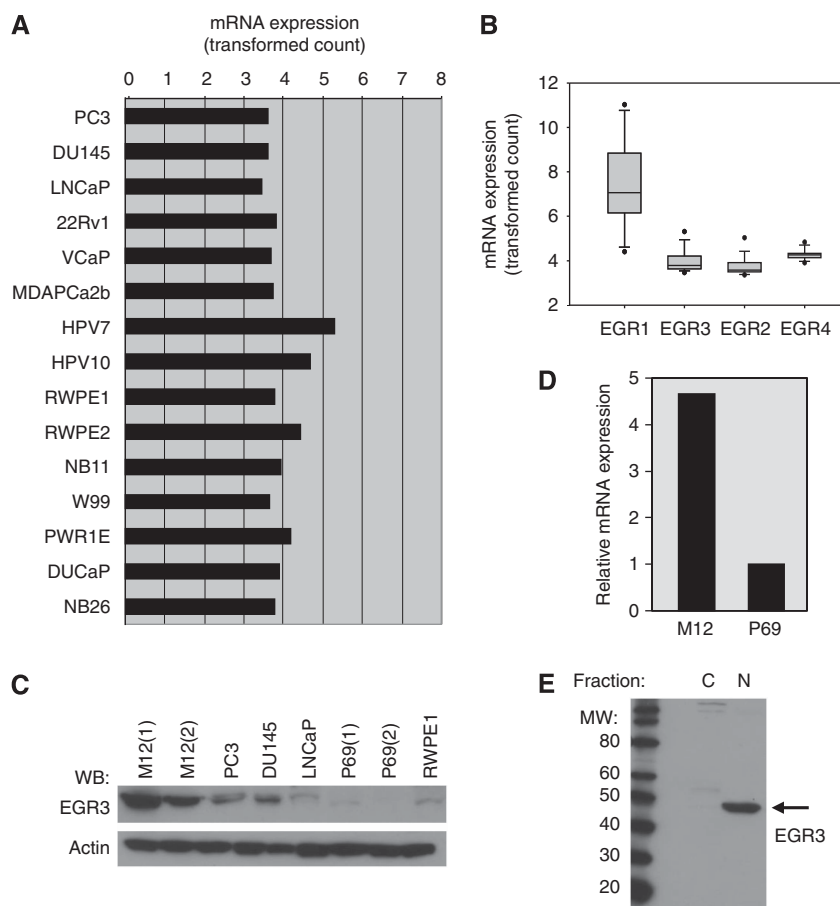 A
mRNA expression
(transformed count)
0 1 2 3 4 5 6 7 8
PC3
DU145
LNCaP
22Rv1
VCaP
MDAPCa2b
HPV7
HPV10
RWPE1
RWPE2
NB11
W99
PWR1E
DUCaP
NB26
B
mRNA expression
(transformed count)
12
10
8
6
4
2
EGR1 EGR3 EGR2 EGR4
C
WB:
M12(1) M12(2) PC3 DU145 LNCaP P69(1) P69(2) RWPE1
EGR3
Actin
D
Relative mRNA expression
5
4
3
2
1
0
M12 P69
E
Fraction: C N
MW:
80
60
50
40
30
20
EGR3